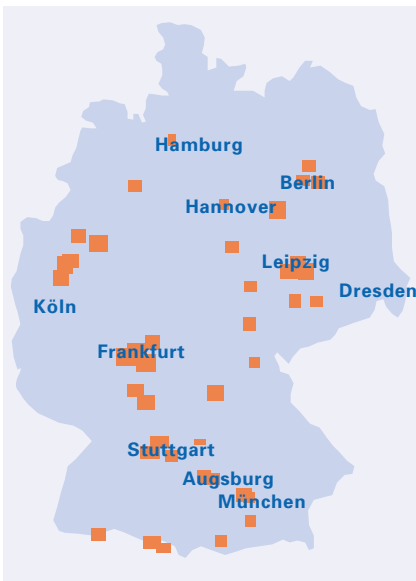 Hamburg
Berlin
Hannover
Leipzig
Dresden
Köln
Frankfurt
Stuttgart
Augsburg
München